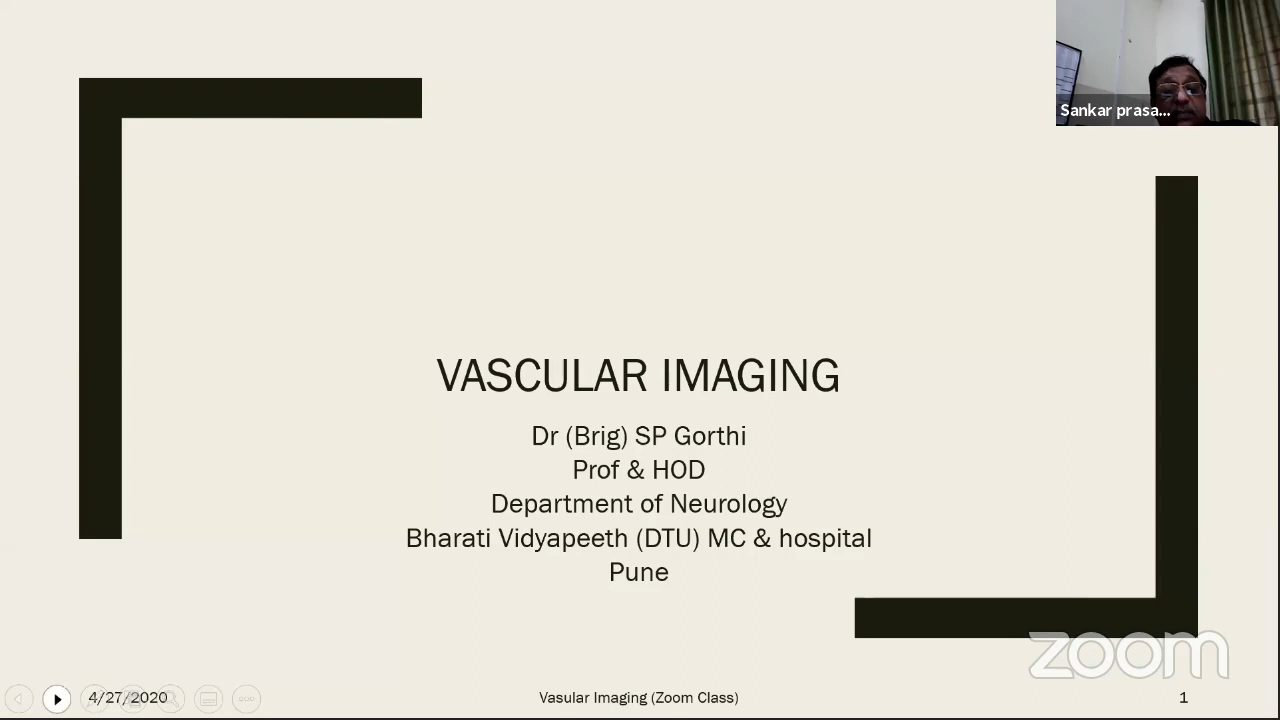 Sankar prasa...
VASCULAR IMAGING
Dr (Brig) SP Gorthi
Prof & HOD
Department of Neurology
Bharati Vidyapeeth (DTU) MC & hospital
Pune
zoom
4/27/2020
Vasular Imaging (Zoom Class)
1